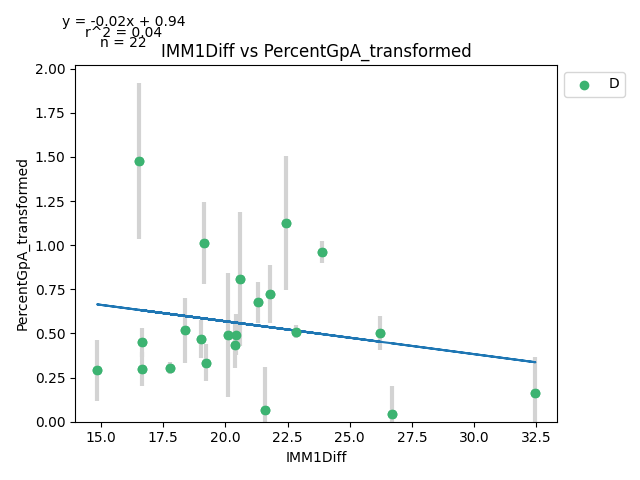 y = -0.02x + 0.94
r^2 = 0.04
n = 22
IMM1Diff vs PercentGpA_transformed
D
PercentGpA_transformed
2.00
1.75
1.50
1.25
1.00
0.75
0.50
0.25
0.00
15.0 17.5 20.0 22.5 25.0 27.5 30.0 32.5
IMM1Diff